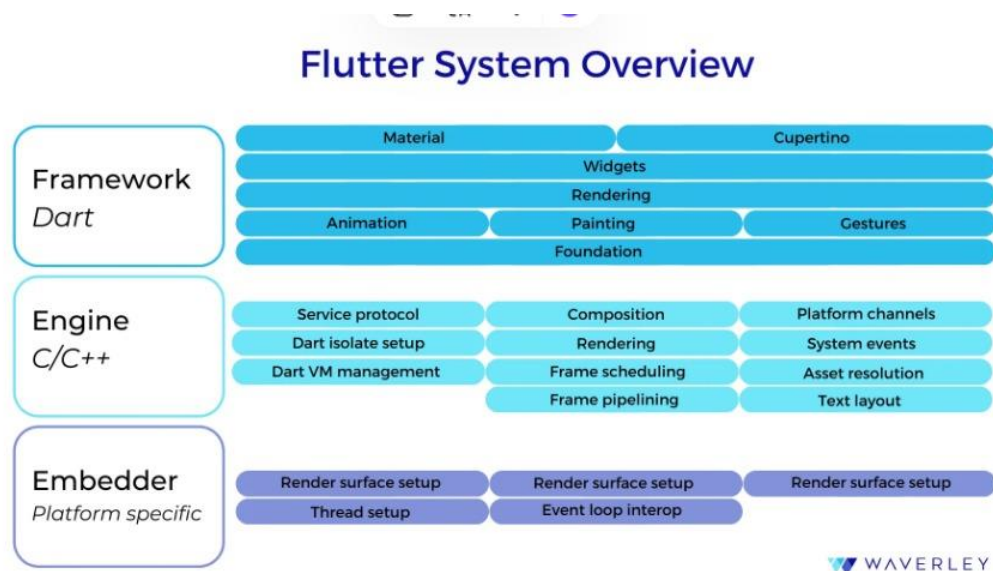 Flutter System Overview
Framework
Dart
Material Cupertino
Widgets
Rendering
Animation Painting Gestures
Foundation
Engine
C/C++
Service protocol Composition Platform channels
Dart isolate setup Rendering System events
Dart VM management Frame scheduling Asset resolution
Frame pipelining Text layout
Embedder
Platform specific
Render surface setup Render surface setup Render surface setup
Thread setup Event loop interop
WAVERLEY